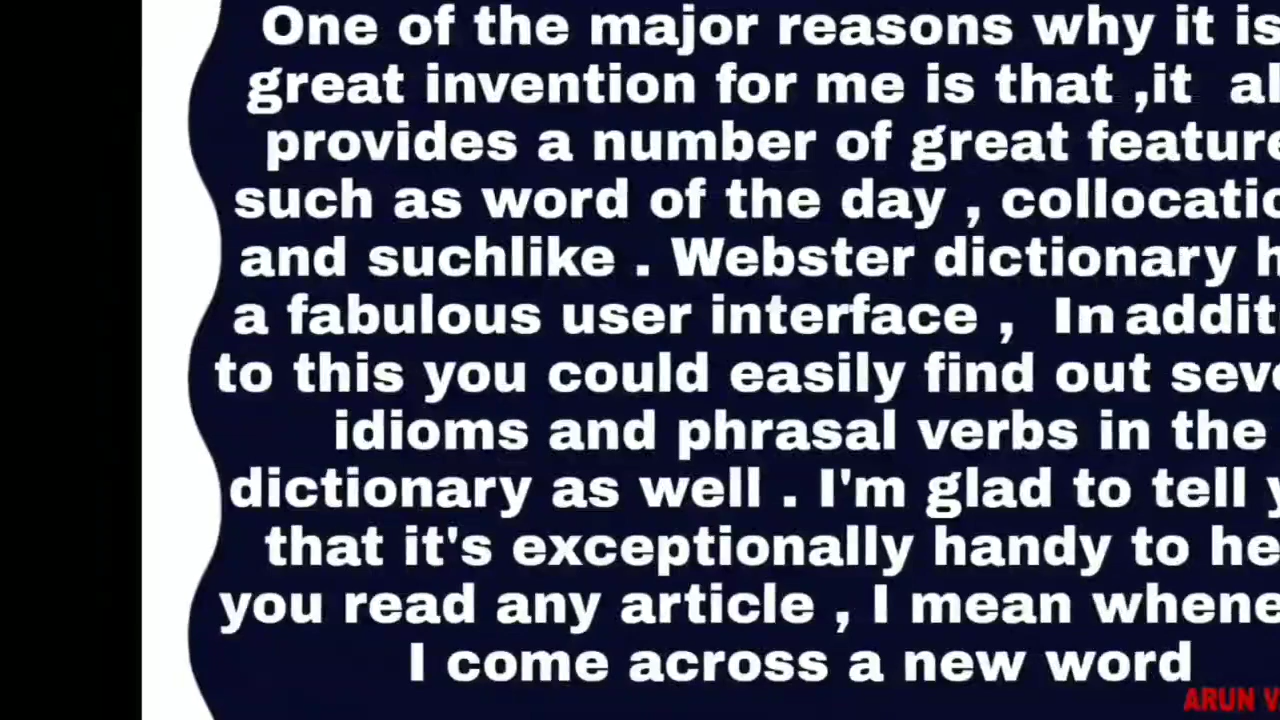 One of the major reasons why it is
great invention for me is that ,it al
provides a number of great feature
such as word of the day , collocatio
and suchlike . Webster dictionary h
a fabulous user interface , In addit
to this you could easily find out seve
idioms and phrasal verbs in the
dictionary as well . I'm glad to tell y
that it's exceptionally handy to he
you read any article , I mean whene
I come across a new word
ARUN V